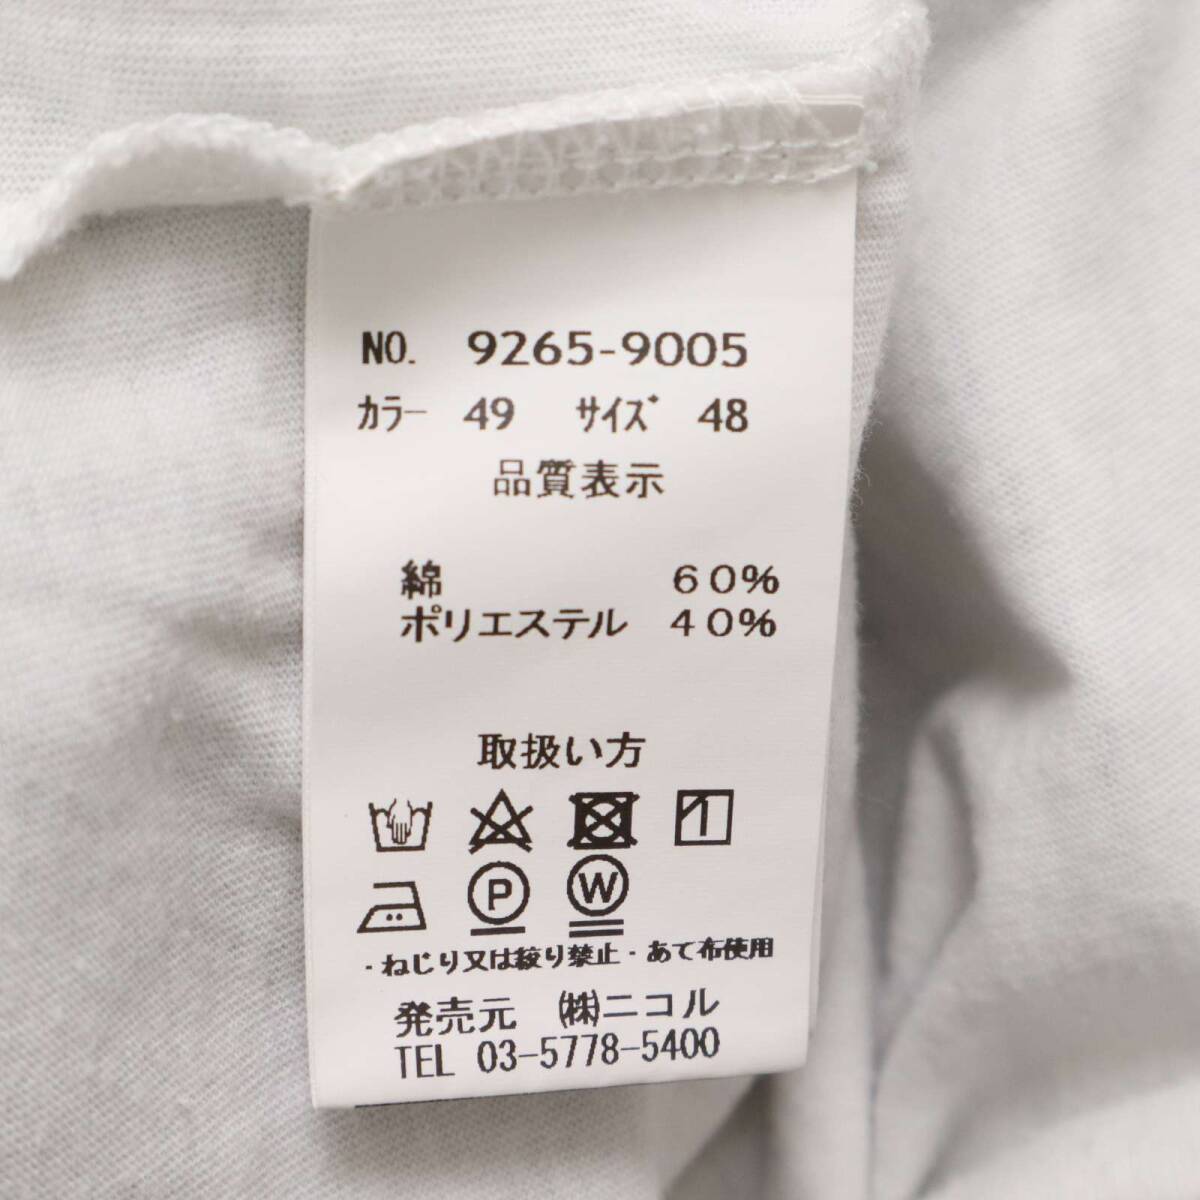 NO. 9265-9005
カラー 49 サイズ 48
品質表示
綿 60%
ポリエステル 40%
取扱い方
P W
・ねじり又は絞り禁止・あて布使用
発売元 ㈱ニコル
TEL 03-5778-5400